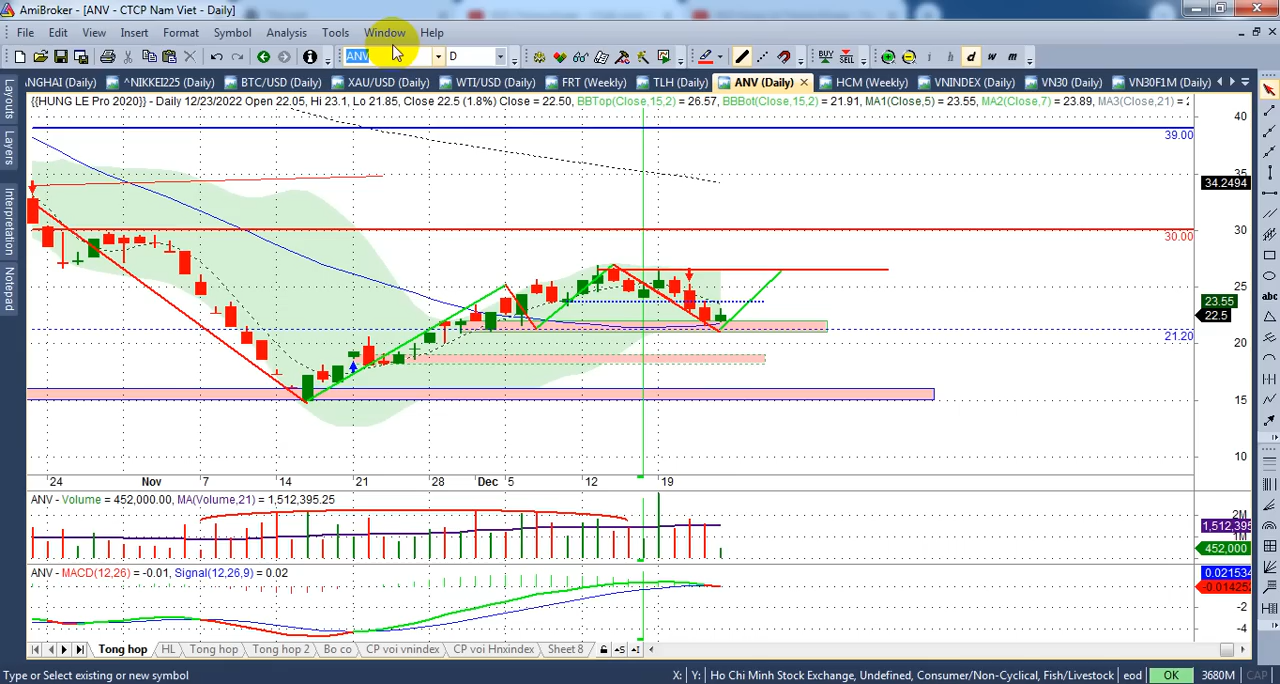 AmiBroker - [ANV - CTCP Nam Viet - Daily]
File Edit View Insert Format Symbol Analysis Tools Window Help
ANV D BUY SELL i h d w m
NGHAI (Daily) ^NIKKEI225 (Daily) BTC/USD (Daily) XAU/USD (Daily) WTI/USD (Daily) FRT (Weekly) TLH (Daily) ANV (Daily) HCM (Weekly) VNINDEX (Daily) VN30 (Daily) VN30F1M (Daily)
Layouts
Layers
Interpretation
Notepad
{{HUNG LE Pro 2020}} - Daily 12/23/2022 Open 22.05, Hi 23.1, Lo 21.85, Close 22.5 (1.8%) Close = 22.50, BBTop(Close,15,2) = 26.57, BBBot(Close,15,2) = 21.91, MA1(Close,5) = 23.55, MA2(Close,7) = 23.89, MA3(Close,21) = 2
40
39.00
35
34.2494
30
30.00
25
23.55
22.5
21.20
20
15
10
24 Nov 7 14 21 28 Dec 5 12 19
ANV - Volume = 452,000.00, MA(Volume,21) = 1,512,395.25
2M
1,512,395
1M
452,000
ANV - MACD(12,26) = -0.01, Signal(12,26,9) = 0.02
0.021534
-0.01425
-2
-4
abc
Tong hop HL Tong hop Tong hop 2 Bo co CP voi vnindex CP voi Hnxindex Sheet 8
Type or Select existing or new symbol X: Y: Ho Chi Minh Stock Exchange, Undefined, Consumer/Non-Cyclical, Fish/Livestock eod OK 3680M CAP